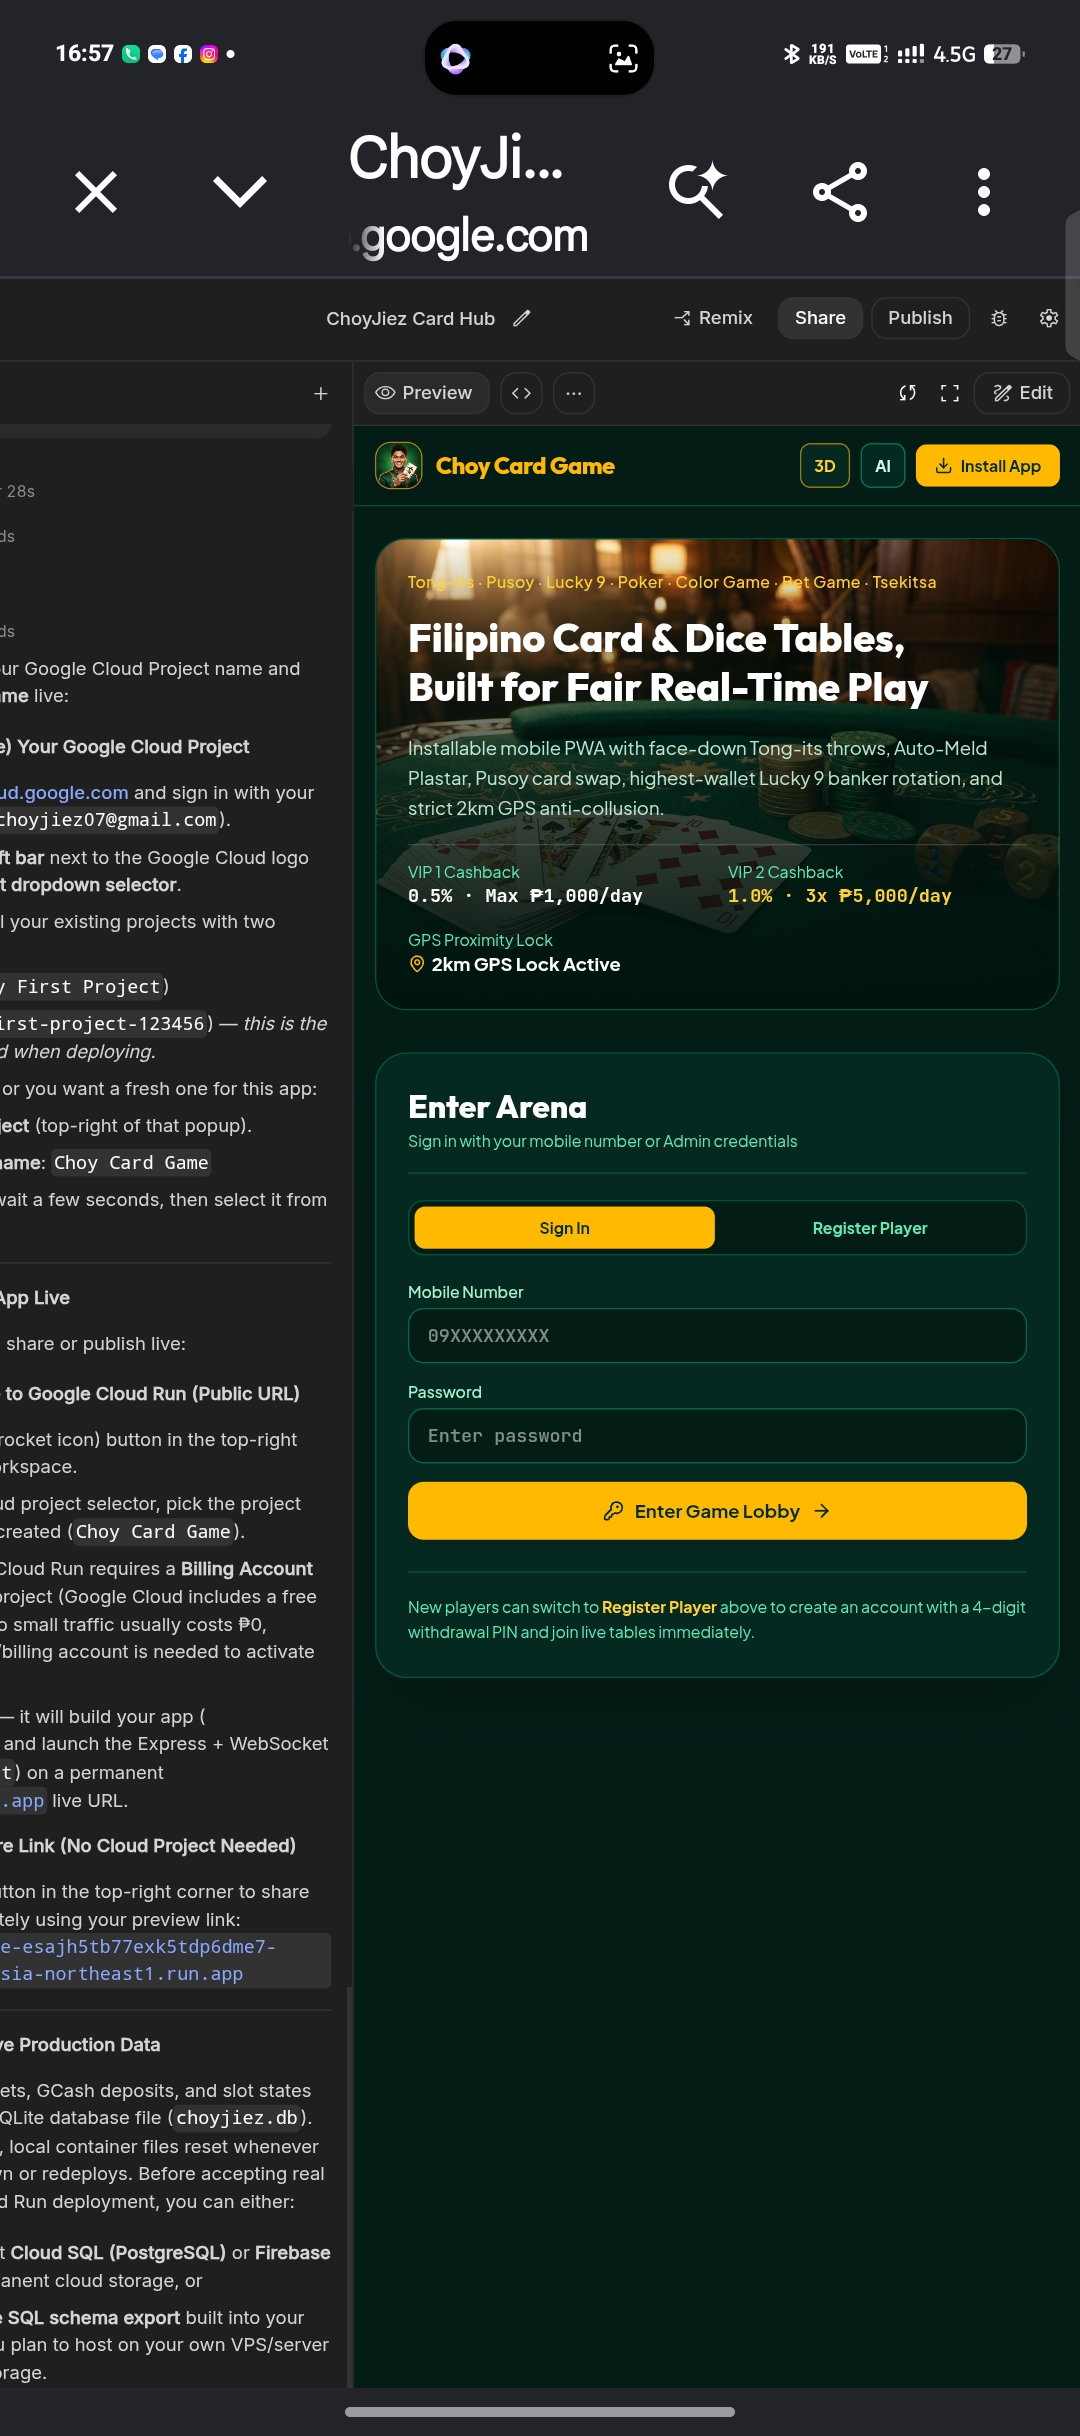 16:57
191
KB/S
VoLTE
1
2
4.5G
27
ChoyJi...
.google.com
ChoyJiez Card Hub
Remix
Share
Publish
Preview
Edit
28s
ds
ds
our Google Cloud Project name and
ame live:
e) Your Google Cloud Project
ud.google.com and sign in with your
choyjiez07@gmail.com).
ft bar next to the Google Cloud logo
t dropdown selector.
l your existing projects with two
y First Project)
irst-project-123456) — this is the
d when deploying.
or you want a fresh one for this app:
ject (top-right of that popup).
name: Choy Card Game
wait a few seconds, then select it from
App Live
share or publish live:
to Google Cloud Run (Public URL)
rocket icon) button in the top-right
orkspace.
ud project selector, pick the project
created (Choy Card Game).
Cloud Run requires a Billing Account
project (Google Cloud includes a free
o small traffic usually costs ₱0,
/billing account is needed to activate
— it will build your app (
and launch the Express + WebSocket
t) on a permanent
.app live URL.
re Link (No Cloud Project Needed)
utton in the top-right corner to share
tely using your preview link:
e-esajh5tb77exk5tdp6dme7-
sia-northeast1.run.app
ve Production Data
ets, GCash deposits, and slot states
QLite database file (choyjiez.db).
, local container files reset whenever
vn or redeploys. Before accepting real
d Run deployment, you can either:
t Cloud SQL (PostgreSQL) or Firebase
anent cloud storage, or
e SQL schema export built into your
u plan to host on your own VPS/server
orage.
Choy Card Game
3D
AI
Install App
Tong-its · Pusoy · Lucky 9 · Poker · Color Game · Bet Game · Tsekitsa
Filipino Card & Dice Tables,
Built for Fair Real-Time Play
Installable mobile PWA with face-down Tong-its throws, Auto-Meld
Plastar, Pusoy card swap, highest-wallet Lucky 9 banker rotation, and
strict 2km GPS anti-collusion.
VIP 1 Cashback
0.5% · Max ₱1,000/day
VIP 2 Cashback
1.0% · 3x ₱5,000/day
GPS Proximity Lock
2km GPS Lock Active
Enter Arena
Sign in with your mobile number or Admin credentials
Sign In
Register Player
Mobile Number
09XXXXXXXXX
Password
Enter password
Enter Game Lobby
New players can switch to Register Player above to create an account with a 4-digit
withdrawal PIN and join live tables immediately.